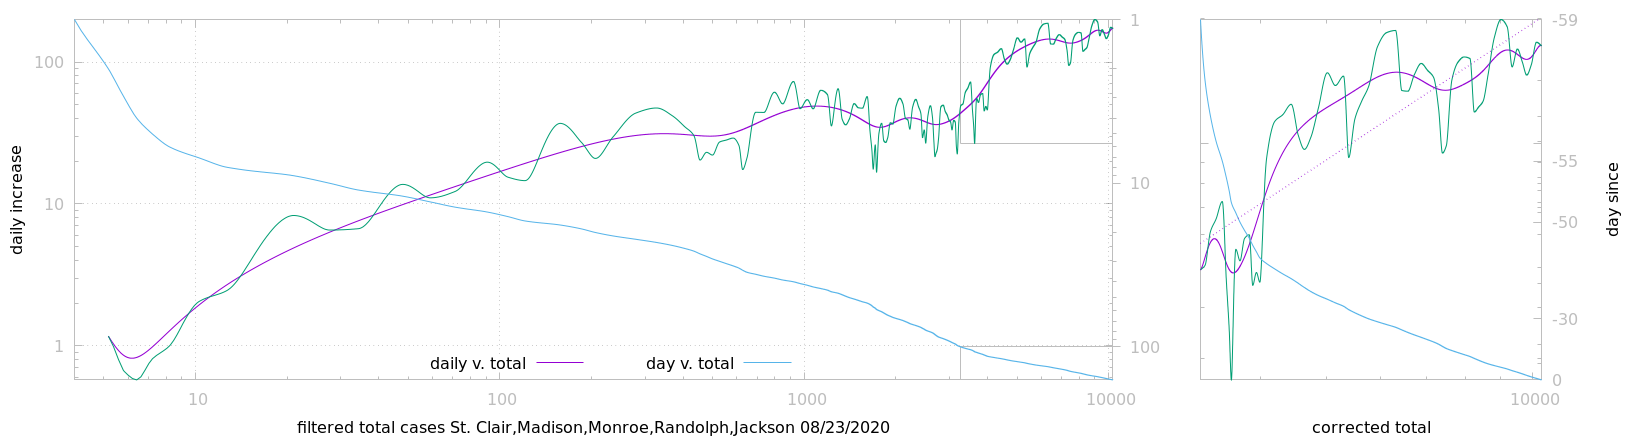 daily increase
100
10
1
1
10
100
daily v. total
day v. total
10
100
1000
10000
filtered total cases St. Clair,Madison,Monroe,Randolph,Jackson 08/23/2020
-59
-55
-50
-30
0
day since
10000
corrected total